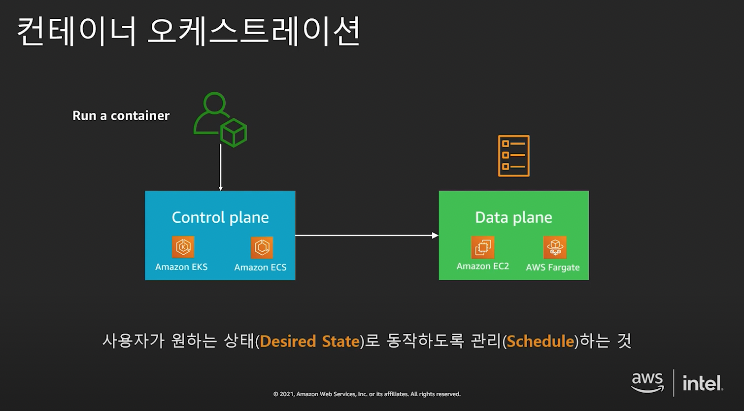 컨테이너 오케스트레이션
Run a container
Control plane
Amazon EKS
Amazon ECS
Data plane
Amazon EC2
AWS Fargate
사용자가 원하는 상태(Desired State)로 동작하도록 관리(Schedule)하는 것
aws
intel.
© 2021, Amazon Web Services, Inc. or its affiliates. All rights reserved.